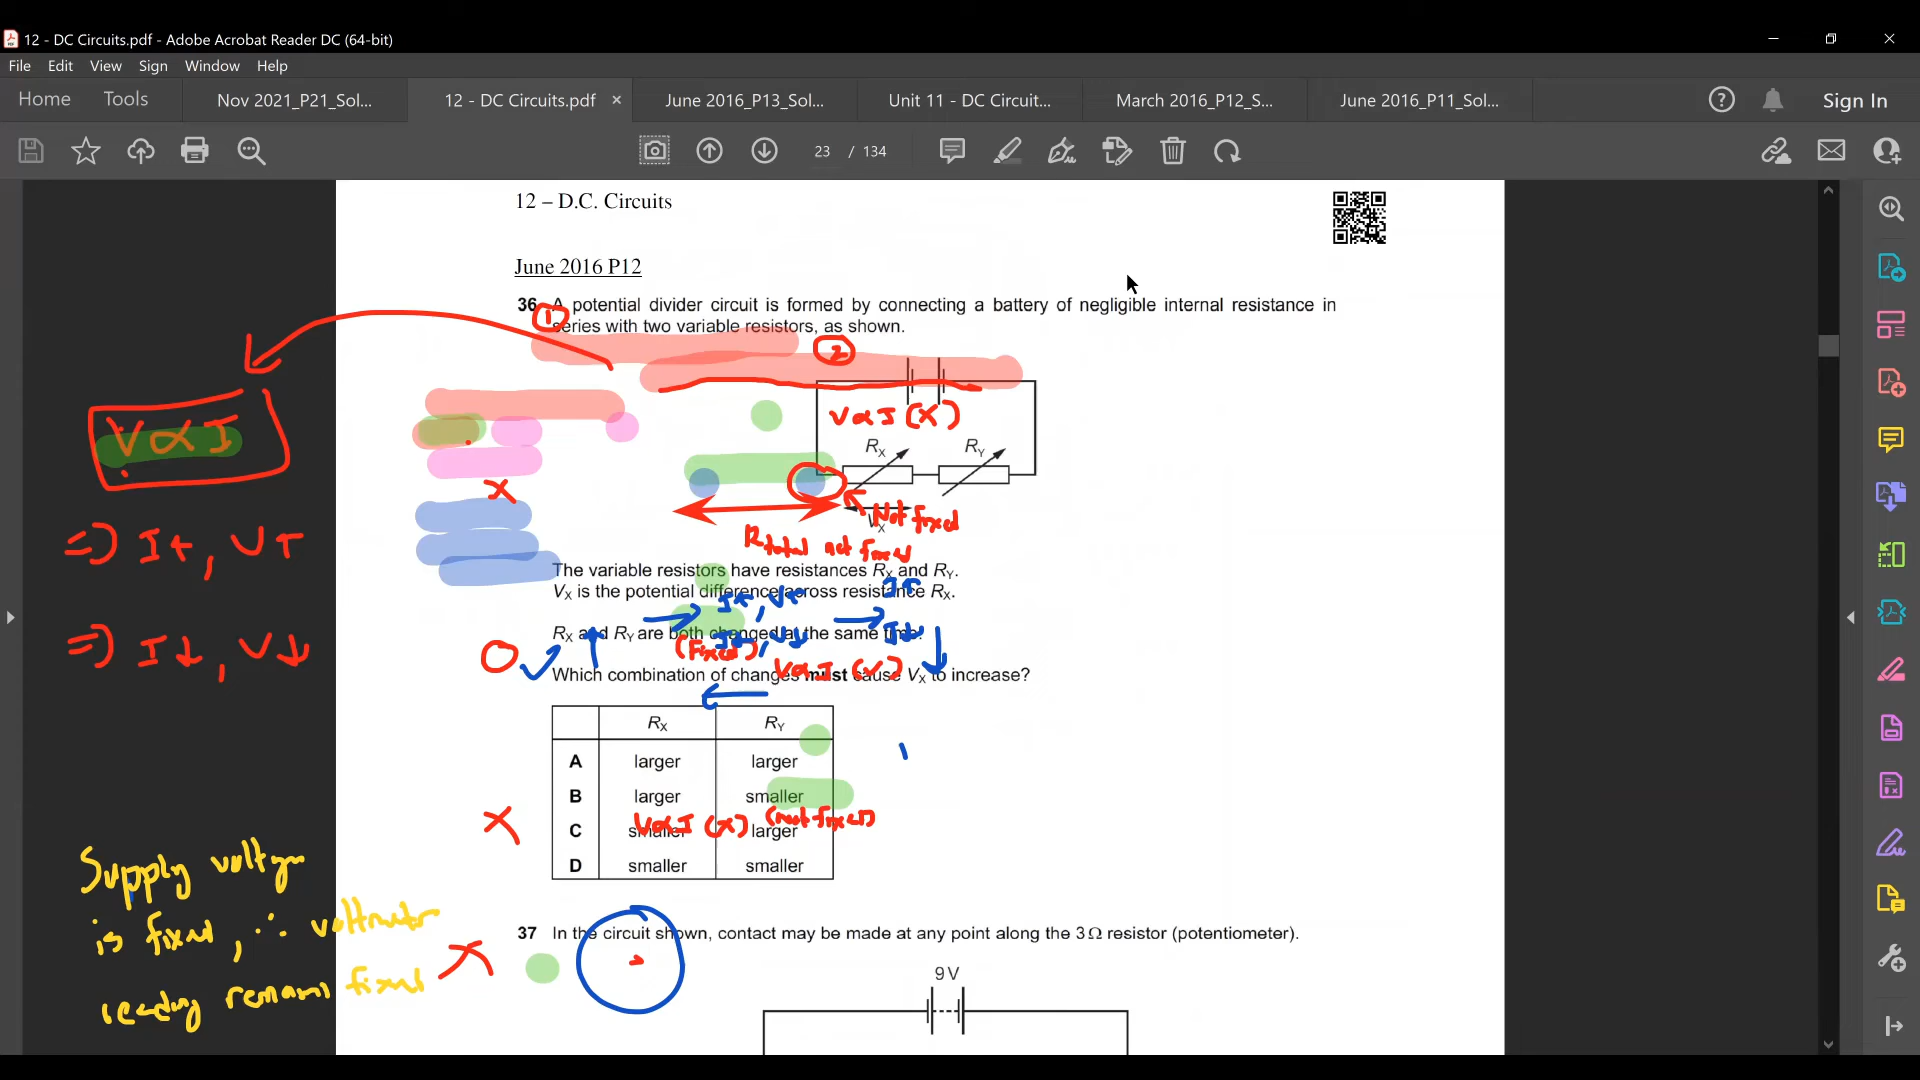 12 - DC Circuits.pdf - Adobe Acrobat Reader DC (64-bit)
File Edit View Sign Window Help
Home Tools Nov 2021_P21_Sol... 12 - DC Circuits.pdf × June 2016_P13_Sol... Unit 11 - DC Circuit... March 2016_P12_S... June 2016_P11_Sol... Sign In
23 / 134
12 – D.C. Circuits
June 2016 P12
36 A potential divider circuit is formed by connecting a battery of negligible internal resistance in
series with two variable resistors, as shown.
1
2
V∝I
V∝I (X)
RX RY
VX
Not fixed
Rtotal not fixed
=) I↑, V↑
The variable resistors have resistances RX and RY.
VX is the potential difference across resistance RX.
I↑, V↑ I↑
RX and RY are both changed at the same time.
I↓, V↓ I↓
=) I↓, V↓
(fixed) V∝I (✓)
Which combination of changes must cause VX to increase?
RX RY
A larger larger
B larger smaller
C smaller larger
V∝I (X) (not fixed)
D smaller smaller
Supply voltage
is fixed, ∴ voltmeter
reading remains fixed
37 In the circuit shown, contact may be made at any point along the 3 Ω resistor (potentiometer).
9 V